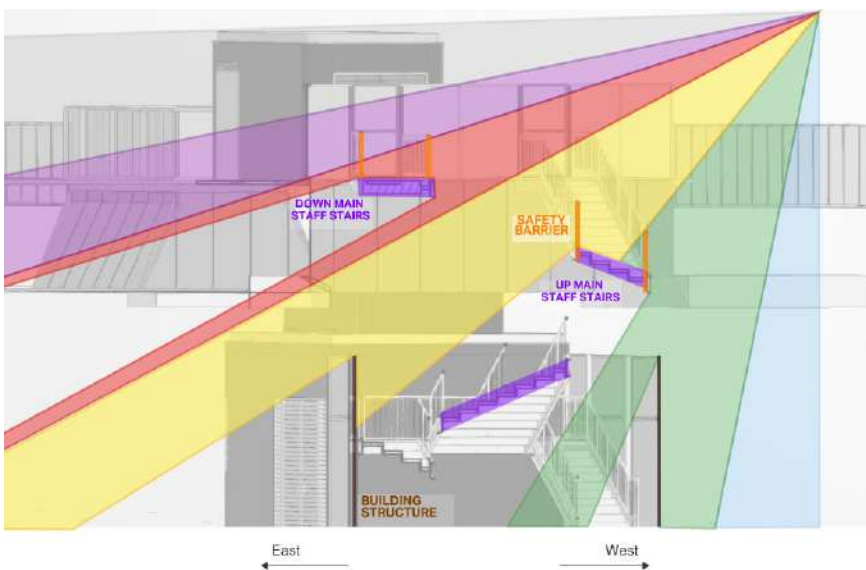 DOWN MAIN
STAFF STAIRS
SAFETY
BARRIER
UP MAIN
STAFF STAIRS
BUILDING
STRUCTURE
East
West